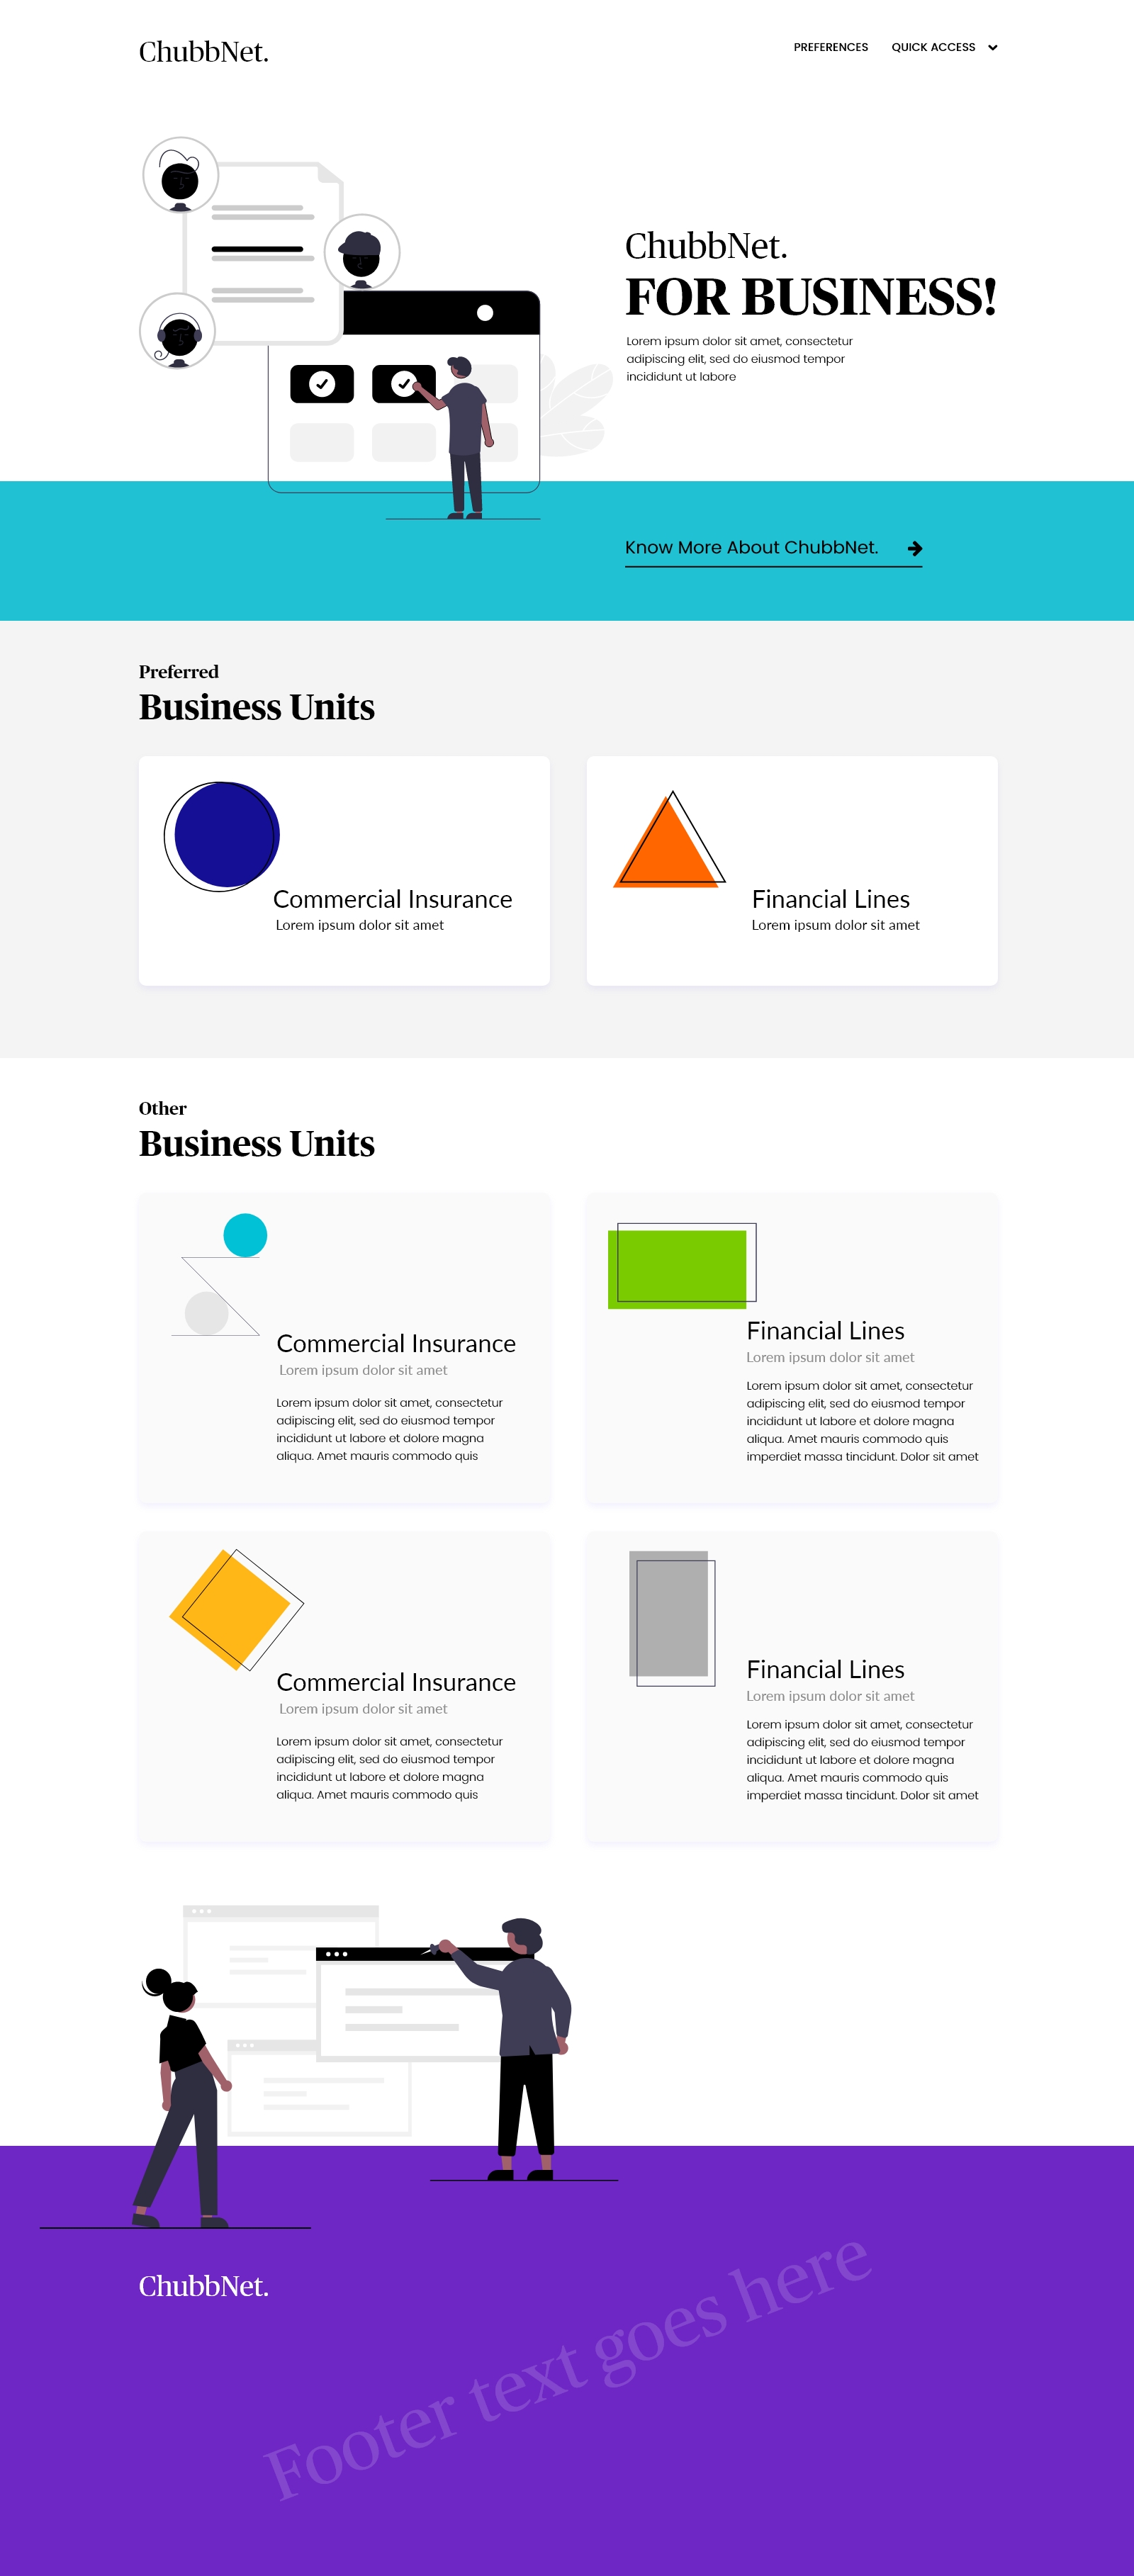 ChubbNet.
PREFERENCES QUICK ACCESS
ChubbNet.
FOR BUSINESS!
Lorem ipsum dolor sit amet, consectetur
adipiscing elit, sed do eiusmod tempor
incididunt ut labore
Know More About ChubbNet.
Preferred
Business Units
Commercial Insurance
Lorem ipsum dolor sit amet
Financial Lines
Lorem ipsum dolor sit amet
Other
Business Units
Commercial Insurance
Lorem ipsum dolor sit amet
Lorem ipsum dolor sit amet, consectetur
adipiscing elit, sed do eiusmod tempor
incididunt ut labore et dolore magna
aliqua. Amet mauris commodo quis
Financial Lines
Lorem ipsum dolor sit amet
Lorem ipsum dolor sit amet, consectetur
adipiscing elit, sed do eiusmod tempor
incididunt ut labore et dolore magna
aliqua. Amet mauris commodo quis
imperdiet massa tincidunt. Dolor sit amet
Commercial Insurance
Lorem ipsum dolor sit amet
Lorem ipsum dolor sit amet, consectetur
adipiscing elit, sed do eiusmod tempor
incididunt ut labore et dolore magna
aliqua. Amet mauris commodo quis
Financial Lines
Lorem ipsum dolor sit amet
Lorem ipsum dolor sit amet, consectetur
adipiscing elit, sed do eiusmod tempor
incididunt ut labore et dolore magna
aliqua. Amet mauris commodo quis
imperdiet massa tincidunt. Dolor sit amet
ChubbNet.
Footer text goes here